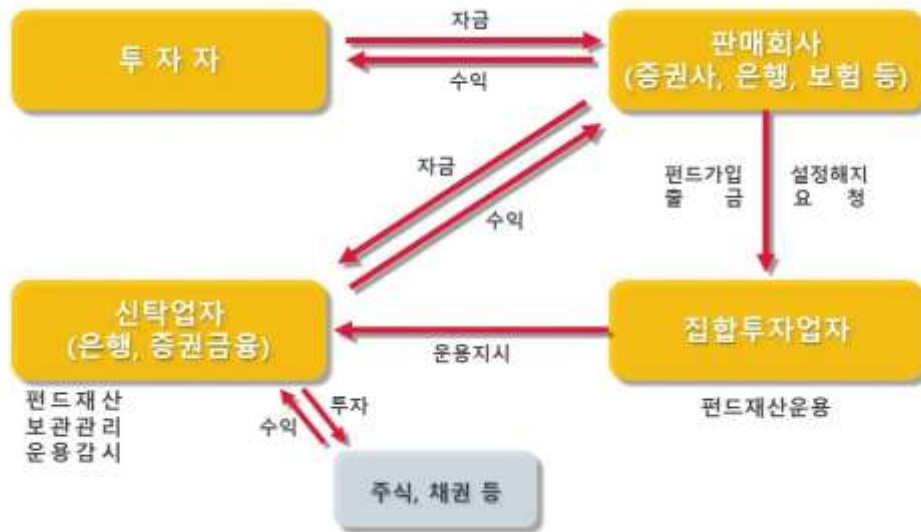 투 자 자
자금
수익
판매회사
(증권사, 은행, 보험 등)
자금
수익
펀드가입
출 금
설정해지
요 청
신탁업자
(은행, 증권금융)
운용지시
집합투자업자
펀드재산
보관관리
운용감시
수익
투자
펀드재산운용
주식, 채권 등